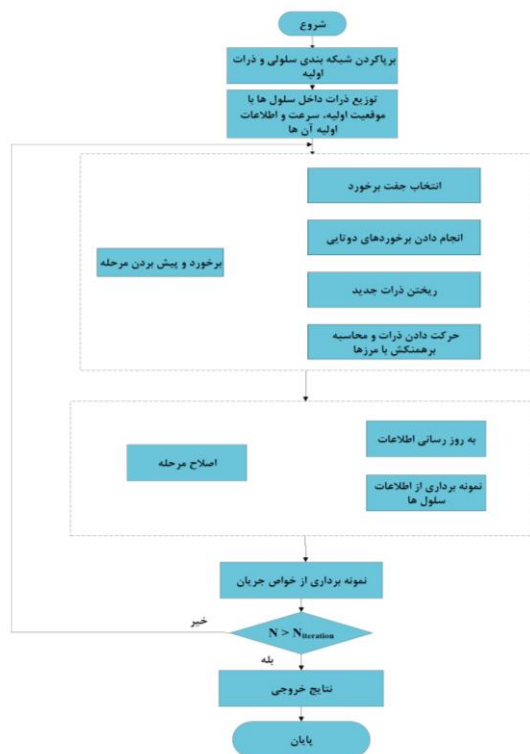 شروع
برپاکردن شبکه بندی سلولی و ذرات
اولیه
توزیع ذرات داخل سلول ها با
موقعیت اولیه، سرعت و اطلاعات
اولیه آن ها
انتخاب جفت برخورد
انجام دادن برخوردهای دوتایی
برخورد و پیش بردن مرحله
ریختن ذرات جدید
حرکت دادن ذرات و محاسبه
برهمنکش با مرزها
به روز رسانی اطلاعات
اصلاح مرحله
نمونه برداری از اطلاعات
سلول ها
نمونه برداری از خواص جریان
خیر
N > Niteration
بله
نتایج خروجی
پایان